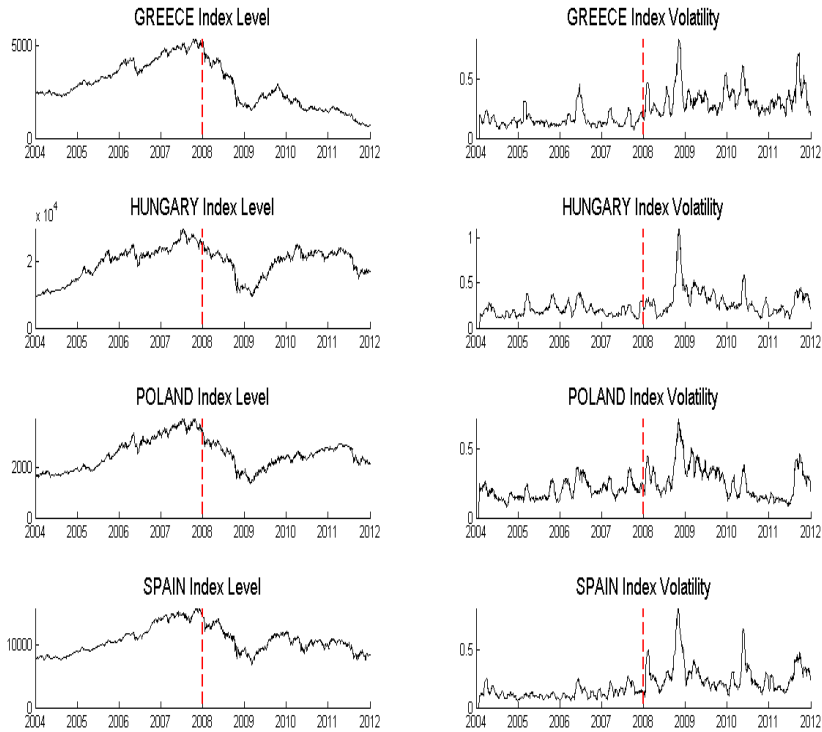 GREECE Index Level
5000
0
2004 2005 2006 2007 2008 2009 2010 2011 2012
GREECE Index Volatility
0.5
0
2004 2005 2006 2007 2008 2009 2010 2011 2012
HUNGARY Index Level
x 10^4
2
0
2004 2005 2006 2007 2008 2009 2010 2011 2012
HUNGARY Index Volatility
1
0.5
0
2004 2005 2006 2007 2008 2009 2010 2011 2012
POLAND Index Level
2000
0
2004 2005 2006 2007 2008 2009 2010 2011 2012
POLAND Index Volatility
0.5
0
2004 2005 2006 2007 2008 2009 2010 2011 2012
SPAIN Index Level
10000
0
2004 2005 2006 2007 2008 2009 2010 2011 2012
SPAIN Index Volatility
0.5
0
2004 2005 2006 2007 2008 2009 2010 2011 2012